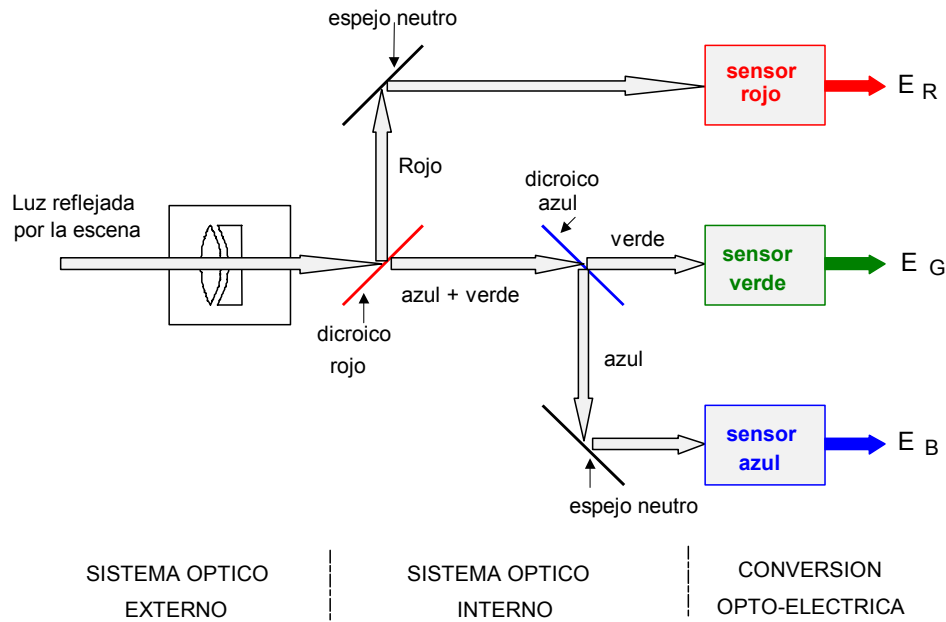 espejo neutro
sensor
rojo
E R
Rojo
Luz reflejada
por la escena
dicroico
azul
verde
sensor
verde
E G
azul + verde
dicroico
rojo
azul
sensor
azul
E B
espejo neutro
SISTEMA OPTICO
EXTERNO
SISTEMA OPTICO
INTERNO
CONVERSION
OPTO-ELECTRICA